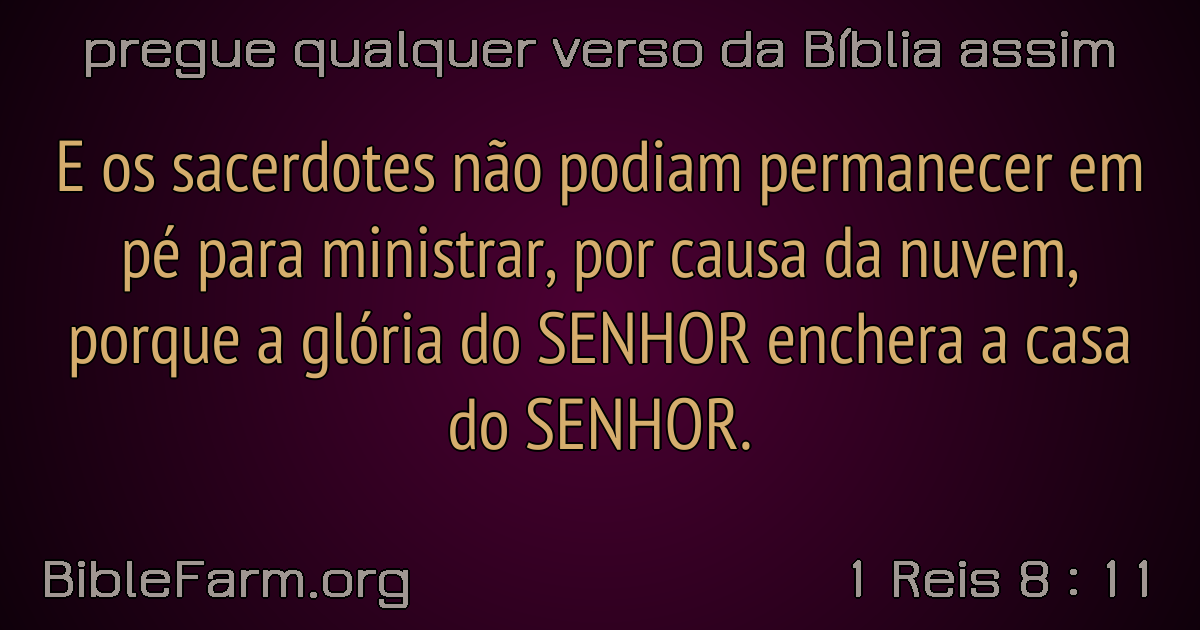 pregue qualquer verso da Bíblia assim
E os sacerdotes não podiam permanecer em
pé para ministrar, por causa da nuvem,
porque a glória do SENHOR enchera a casa
do SENHOR.
BibleFarm.org
1 Reis 8 : 11